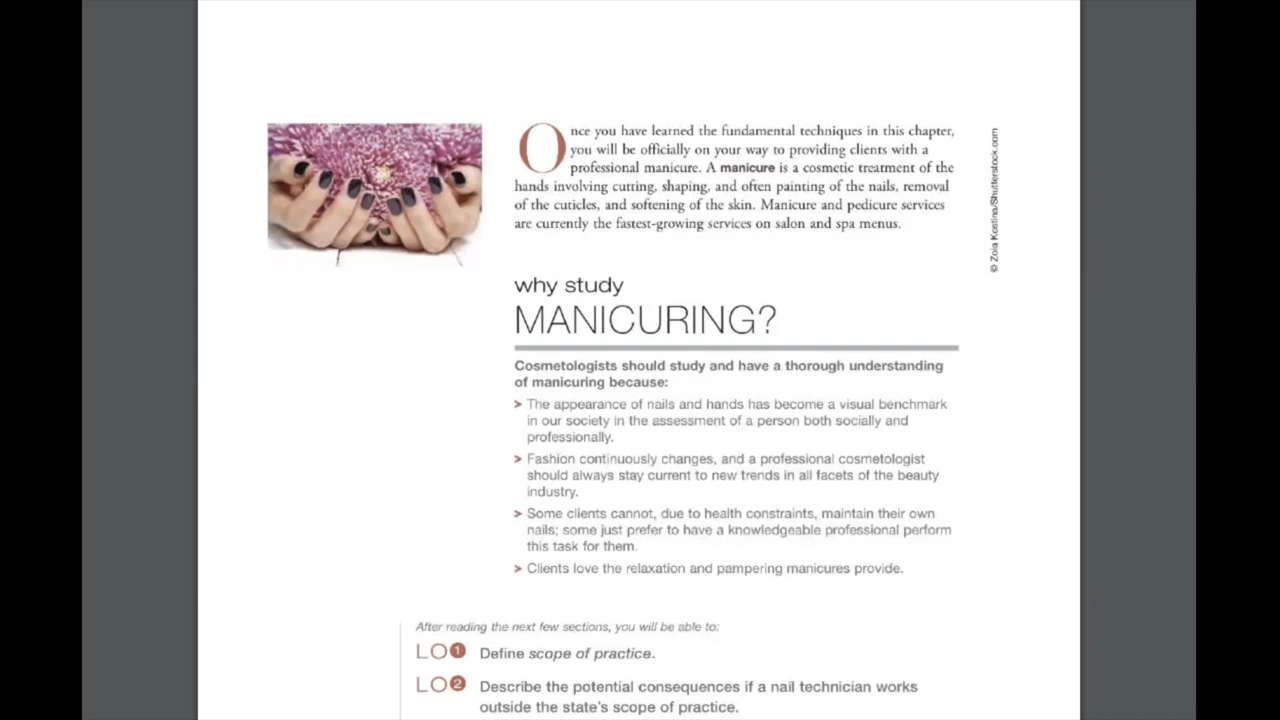 Once you have learned the fundamental techniques in this chapter,
you will be officially on your way to providing clients with a
professional manicure. A manicure is a cosmetic treatment of the
hands involving cutting, shaping, and often painting of the nails, removal
of the cuticles, and softening of the skin. Manicure and pedicure services
are currently the fastest-growing services on salon and spa menus.
© Zoia Kostina/Shutterstock.com
why study
MANICURING?
Cosmetologists should study and have a thorough understanding
of manicuring because:
> The appearance of nails and hands has become a visual benchmark
in our society in the assessment of a person both socially and
professionally.
> Fashion continuously changes, and a professional cosmetologist
should always stay current to new trends in all facets of the beauty
industry.
> Some clients cannot, due to health constraints, maintain their own
nails; some just prefer to have a knowledgeable professional perform
this task for them.
> Clients love the relaxation and pampering manicures provide.
After reading the next few sections, you will be able to:
LO1 Define scope of practice.
LO2 Describe the potential consequences if a nail technician works
outside the state's scope of practice.